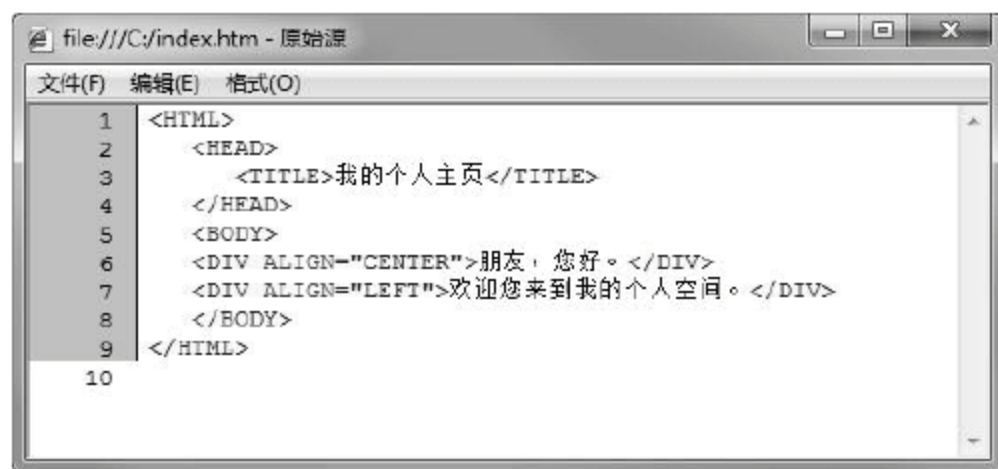 file:///C:/index.htm - 原始源
文件(F) 编辑(E) 格式(O)
1 <HTML>
2 <HEAD>
3 <TITLE>我的个人主页</TITLE>
4 </HEAD>
5 <BODY>
6 <DIV ALIGN="CENTER">朋友，您好。</DIV>
7 <DIV ALIGN="LEFT">欢迎您来到我的个人空间。</DIV>
8 </BODY>
9 </HTML>
10